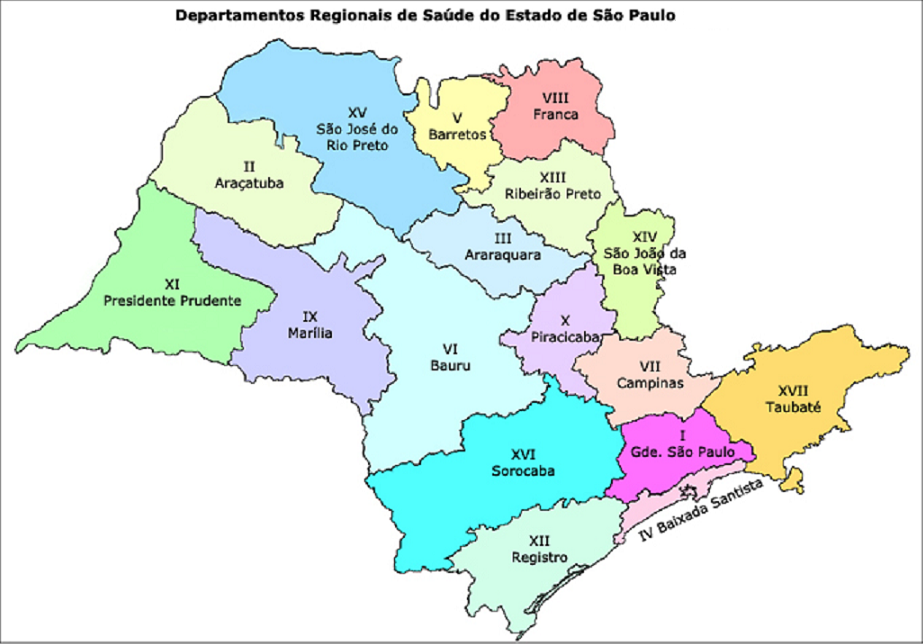 Departamentos Regionais de Saúde do Estado de São Paulo
VIII
Franca
XV
São José do
Rio Preto
V
Barretos
II
Araçatuba
XIII
Ribeirão Preto
III
Araraquara
XIV
São João da
Boa Vista
XI
Presidente Prudente
IX
Marília
X
Piracicaba
VI
Bauru
VII
Campinas
XVII
Taubaté
I
Gde. São Paulo
XVI
Sorocaba
IV Baixada Santista
XII
Registro